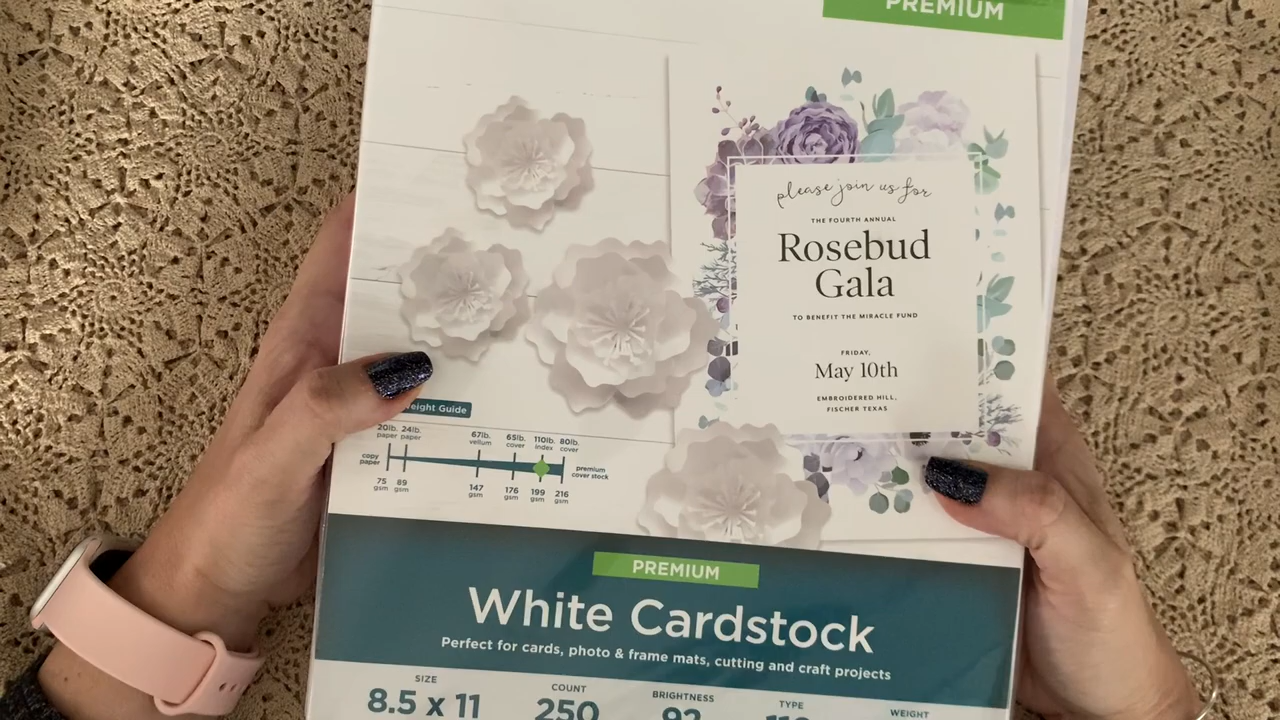 PREMIUM
please join us for
THE FOURTH ANNUAL
Rosebud
Gala
TO BENEFIT THE MIRACLE FUND
FRIDAY,
May 10th
EMBROIDERED HILL,
FISCHER TEXAS
Guide
20lb. paper 24lb. paper 67lb. vellum 65lb. cover 110lb. index 80lb. cover
copy paper
premium cover stock
75 gsm 89 gsm 147 gsm 176 gsm 199 gsm 216 gsm
PREMIUM
White Cardstock
Perfect for cards, photo & frame mats, cutting and craft projects
SIZE COUNT BRIGHTNESS TYPE WEIGHT
8.5 x 11 250 92